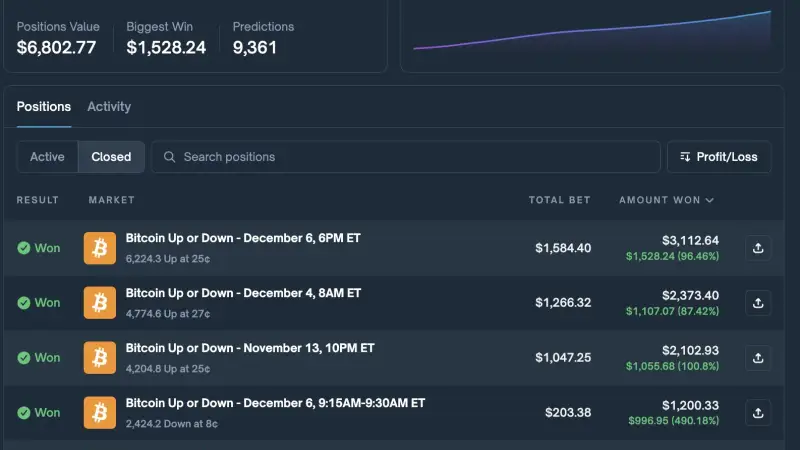 Positions Value
$6,802.77
Biggest Win
$1,528.24
Predictions
9,361
Positions Activity
Active Closed Search positions Profit/Loss
RESULT MARKET TOTAL BET AMOUNT WON
Won Bitcoin Up or Down - December 6, 6PM ET $1,584.40 $3,112.64
6,224.3 Up at 25¢ $1,528.24 (96.46%)
Won Bitcoin Up or Down - December 4, 8AM ET $1,266.32 $2,373.40
4,774.6 Up at 27¢ $1,107.07 (87.42%)
Won Bitcoin Up or Down - November 13, 10PM ET $1,047.25 $2,102.93
4,204.8 Up at 25¢ $1,055.68 (100.8%)
Won Bitcoin Up or Down - December 6, 9:15AM-9:30AM ET $203.38 $1,200.33
2,424.2 Down at 8¢ $996.95 (490.18%)